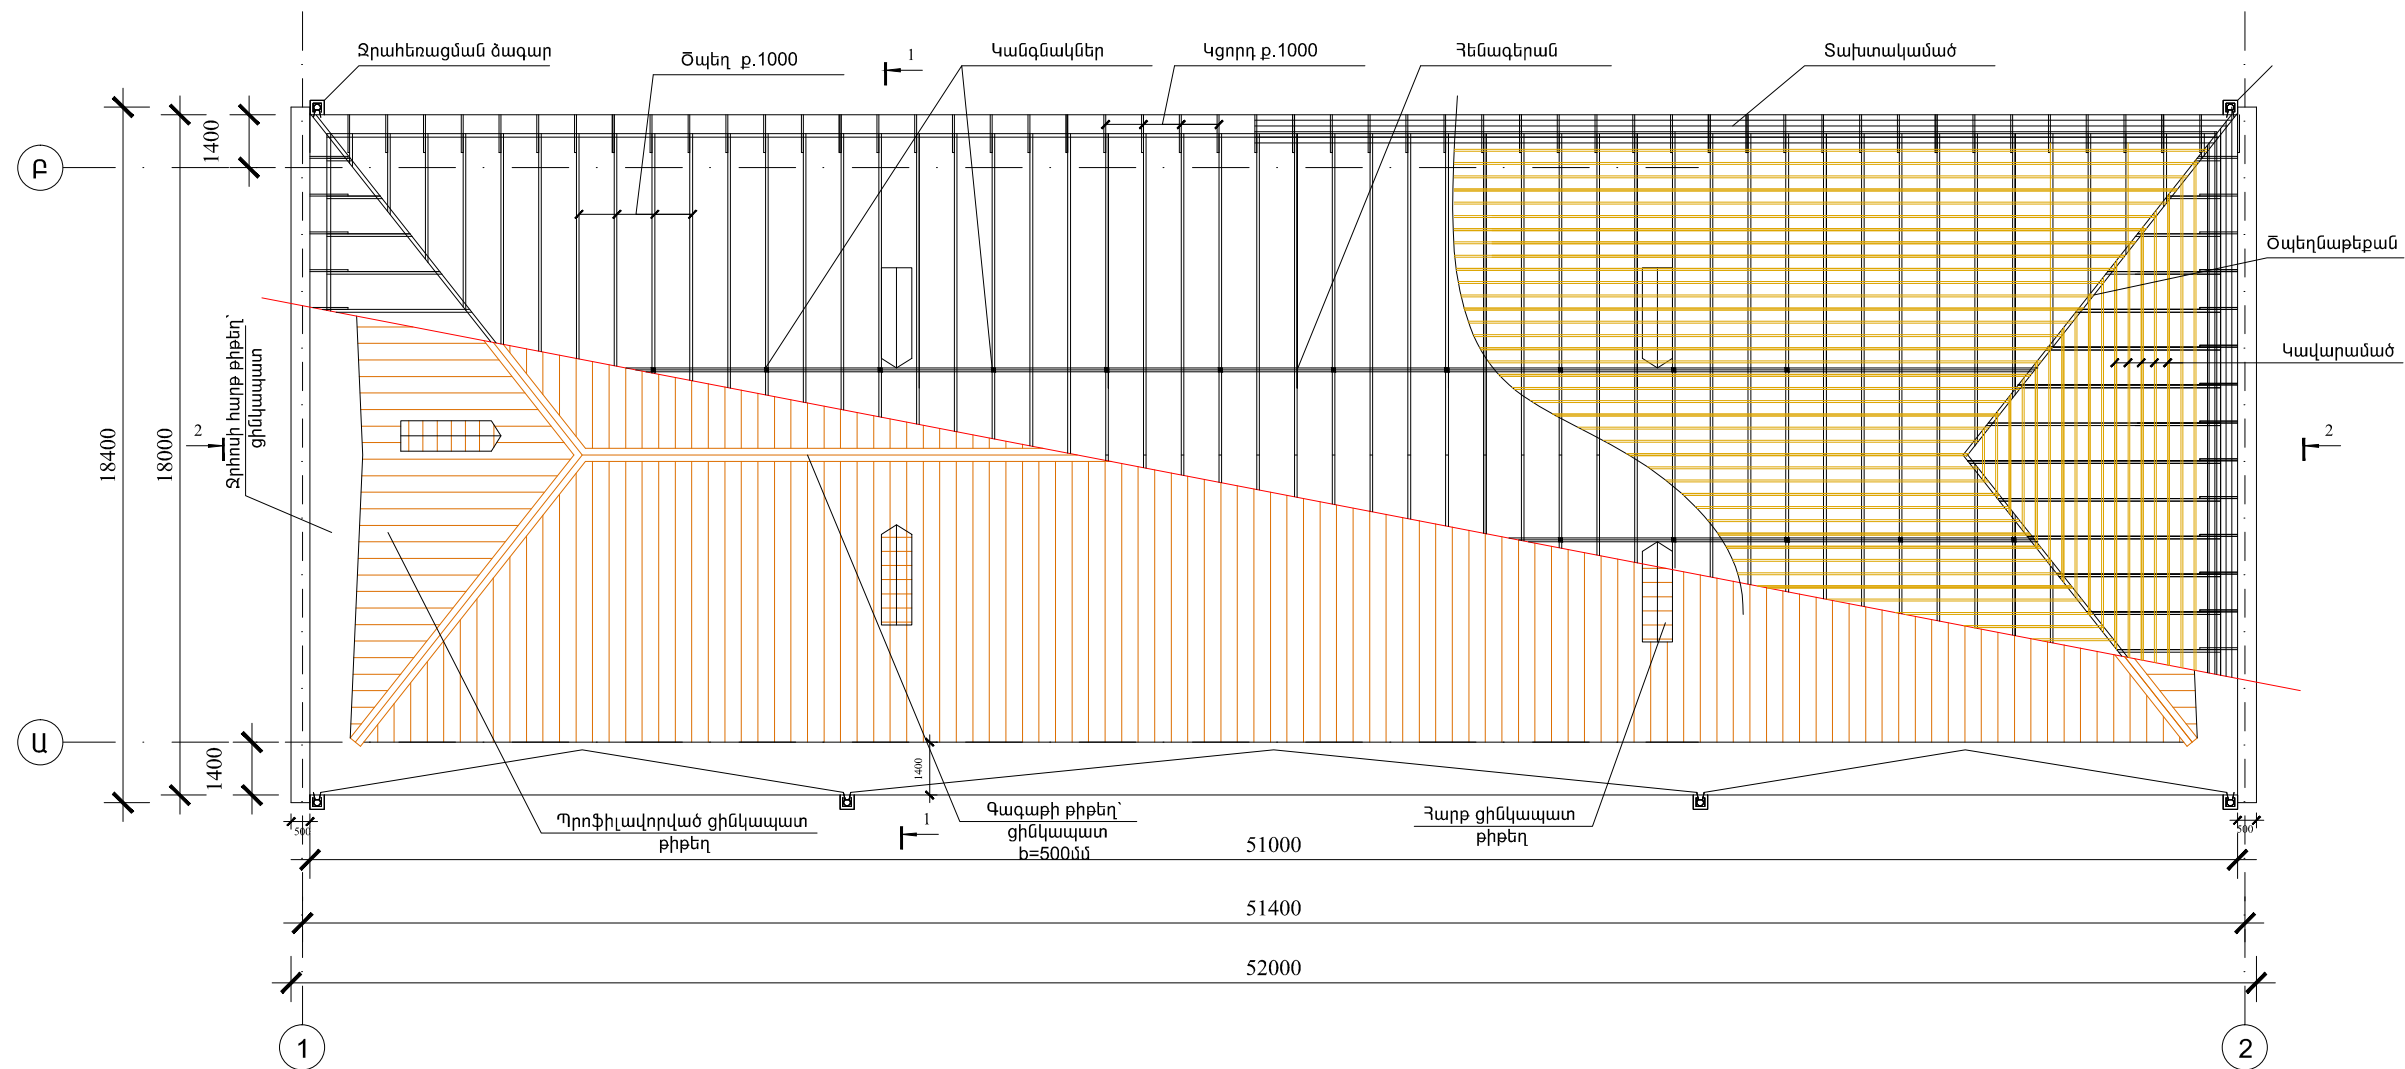 Ջրահեռացման ձագար
Ծպեղ ք.1000
1
Կանգնակներ
Կցորդ ք.1000
Հենագերան
Տախտակամած
1400
Բ
Ծպեղնաթեքան
Կավարամած
Ջրհոսի հարթ թիթեղ՝
ցինկապատ
18400
18000
2
2
Ա
1400
1400
500
Պրոֆիլավորված ցինկապատ
թիթեղ
1
Գագաթի թիթեղ՝
ցինկապատ
b=500մմ
Հարթ ցինկապատ
թիթեղ
500
51000
51400
52000
1
2